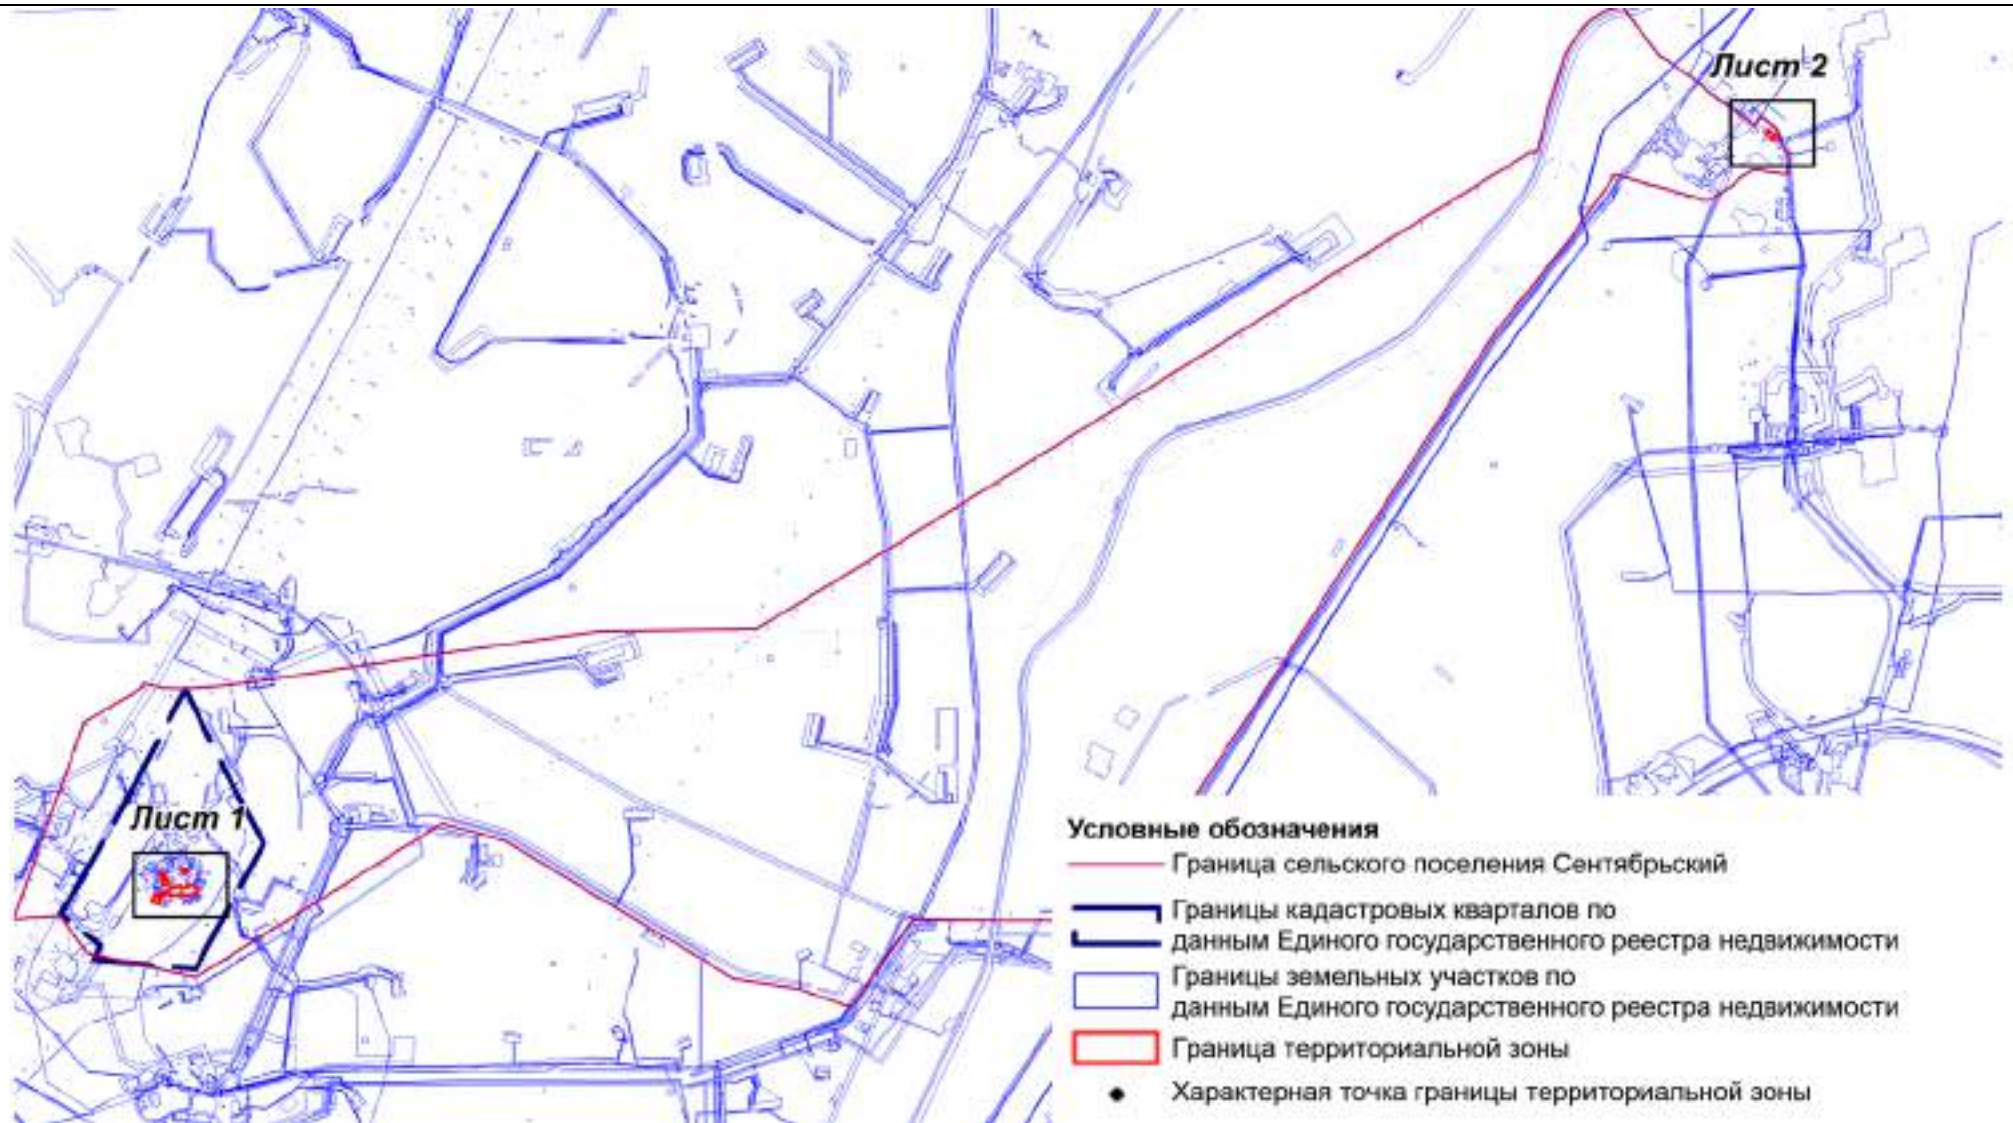 Лист 2
Лист 1
Условные обозначения
Граница сельского поселения Сентябрьский
Границы кадастровых кварталов по
данным Единого государственного реестра недвижимости
Границы земельных участков по
данным Единого государственного реестра недвижимости
Граница территориальной зоны
Характерная точка границы территориальной зоны